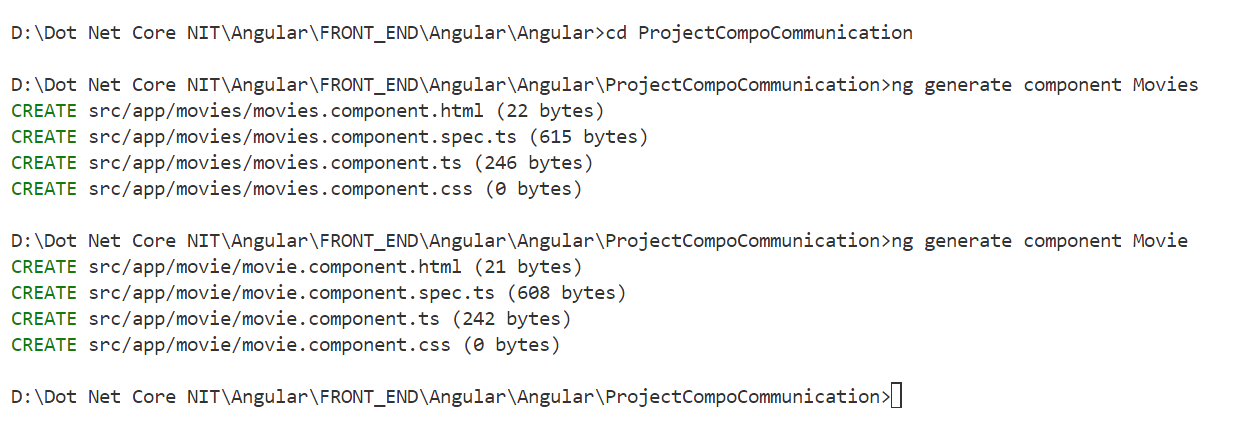 D:\Dot Net Core NIT\Angular\FRONT_END\Angular\Angular>cd ProjectCompoCommunication
D:\Dot Net Core NIT\Angular\FRONT_END\Angular\Angular\ProjectCompoCommunication>ng generate component Movies
CREATE src/app/movies/movies.component.html (22 bytes)
CREATE src/app/movies/movies.component.spec.ts (615 bytes)
CREATE src/app/movies/movies.component.ts (246 bytes)
CREATE src/app/movies/movies.component.css (0 bytes)
D:\Dot Net Core NIT\Angular\FRONT_END\Angular\Angular\ProjectCompoCommunication>ng generate component Movie
CREATE src/app/movie/movie.component.html (21 bytes)
CREATE src/app/movie/movie.component.spec.ts (608 bytes)
CREATE src/app/movie/movie.component.ts (242 bytes)
CREATE src/app/movie/movie.component.css (0 bytes)
D:\Dot Net Core NIT\Angular\FRONT_END\Angular\Angular\ProjectCompoCommunication>